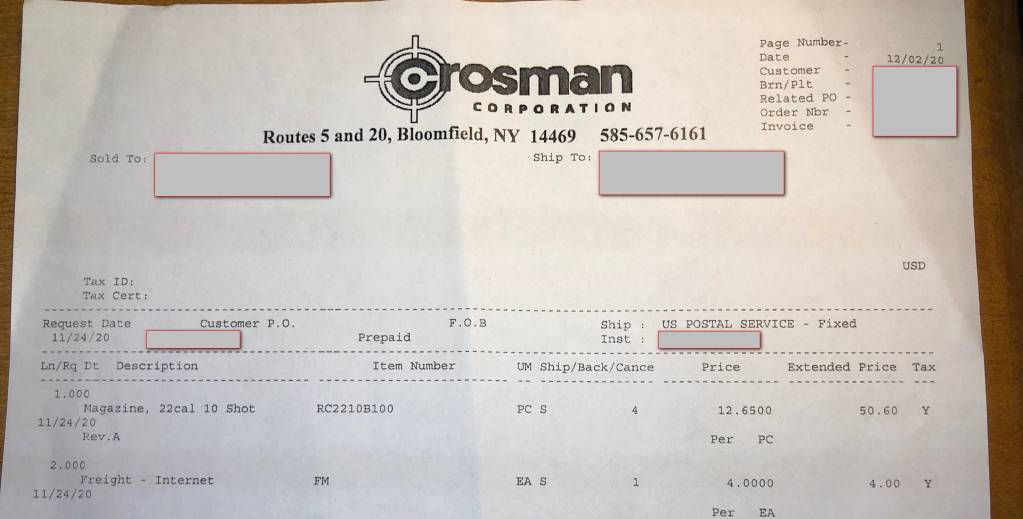 Crosman
CORPORATION
Routes 5 and 20, Bloomfield, NY 14469 585-657-6161
Page Number- 1
Date - 12/02/20
Customer -
Brn/Plt -
Related PO -
Order Nbr -
Invoice -
Sold To: Ship To:
USD
Tax ID:
Tax Cert:
Request Date Customer P.O. F.O.B Ship : US POSTAL SERVICE - Fixed
11/24/20 Prepaid Inst :
Ln/Rq Dt Description Item Number UM Ship/Back/Cance Price Extended Price Tax
1.000
Magazine, 22cal 10 Shot RC2210B100 PC S 4 12.6500 50.60 Y
11/24/20
Rev.A Per PC
2.000
Freight - Internet FM EA S 1 4.0000 4.00 Y
11/24/20
Per EA